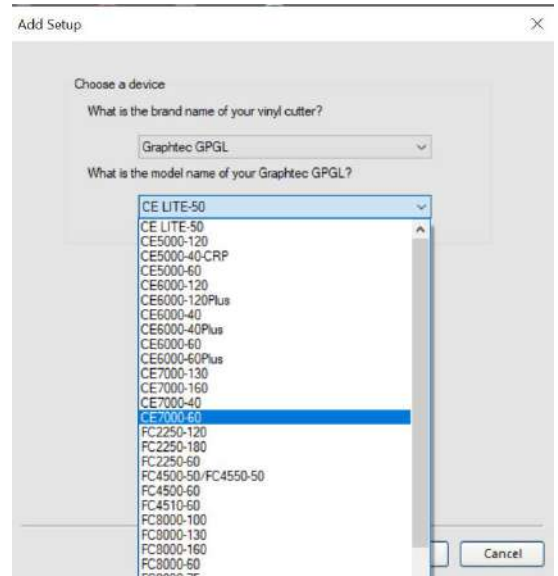 Add Setup
Choose a device
What is the brand name of your vinyl cutter?
Graphtec GPGL
What is the model name of your Graphtec GPGL?
CE LITE-50
CE LITE-50
CE5000-120
CE5000-40-CRP
CE5000-60
CE6000-120
CE6000-120Plus
CE6000-40
CE6000-40Plus
CE6000-60
CE6000-60Plus
CE7000-130
CE7000-160
CE7000-40
CE7000-60
FC2250-120
FC2250-180
FC2250-60
FC4500-50/FC4550-50
FC4500-60
FC4510-60
FC8000-100
FC8000-130
FC8000-160
FC8000-60
Cancel